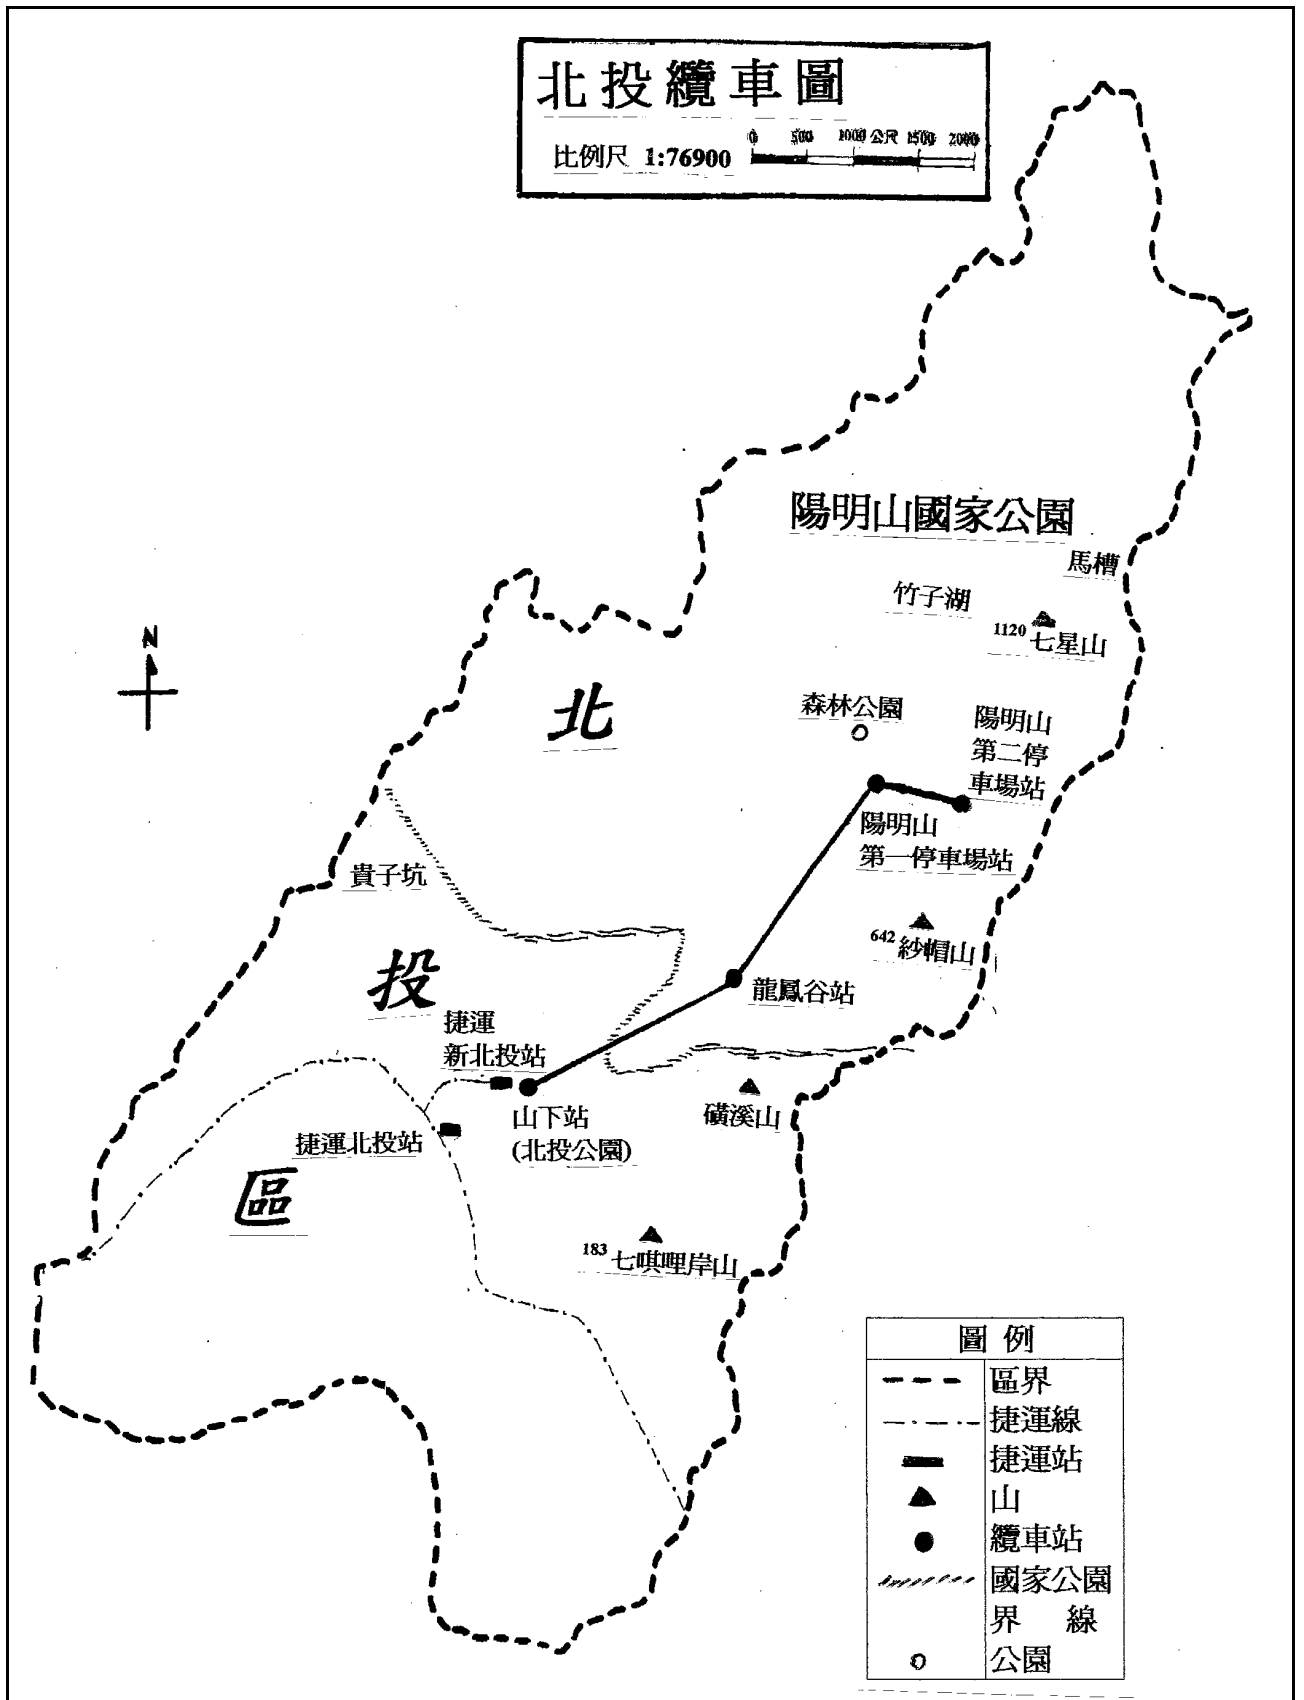 北投纜車圖
比例尺 1:76900
0 500 1000公尺 1500 2000
陽明山國家公園
馬槽
竹子湖
1120 七星山
N
北
森林公園
陽明山
第二停
車場站
陽明山
第一停車場站
貴子坑
642 紗帽山
投
龍鳳谷站
捷運
新北投站
山下站
(北投公園)
磺溪山
捷運北投站
區
183 七唭哩岸山
圖例
區界
捷運線
捷運站
山
纜車站
國家公園
界 線
公園